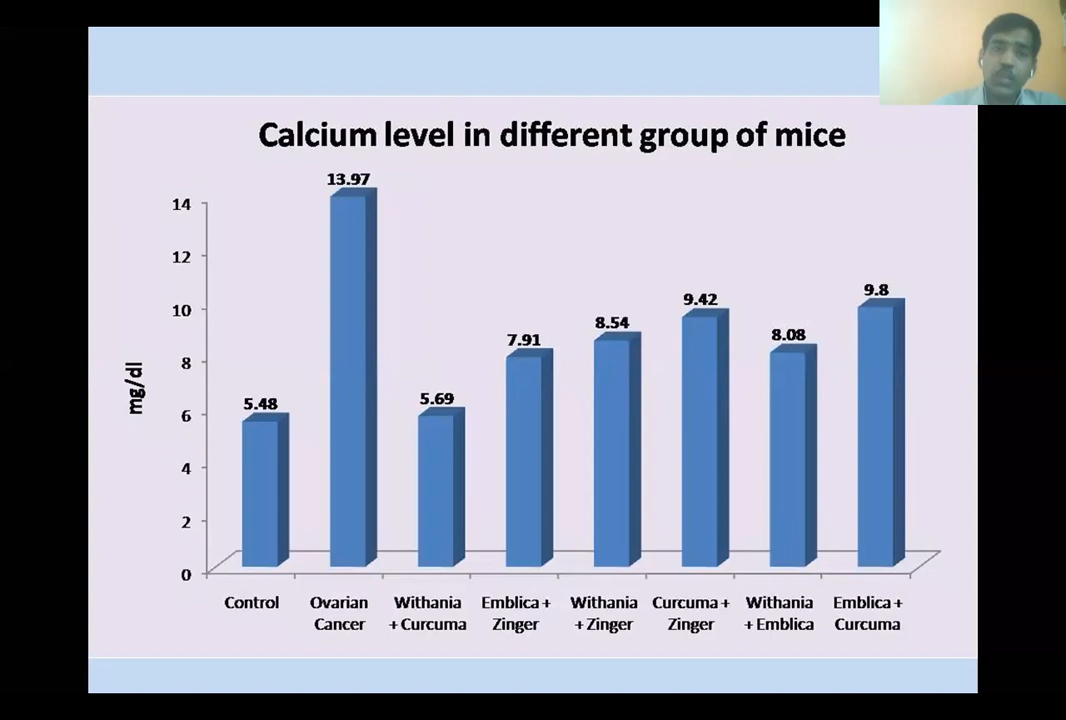 Calcium level in different group of mice
mg/dl
14
12
10
8
6
4
2
0
5.48
13.97
5.69
7.91
8.54
9.42
8.08
9.8
Control
Ovarian
Cancer
Withania
+ Curcuma
Emblica +
Zinger
Withania
+ Zinger
Curcuma +
Zinger
Withania
+ Emblica
Emblica +
Curcuma